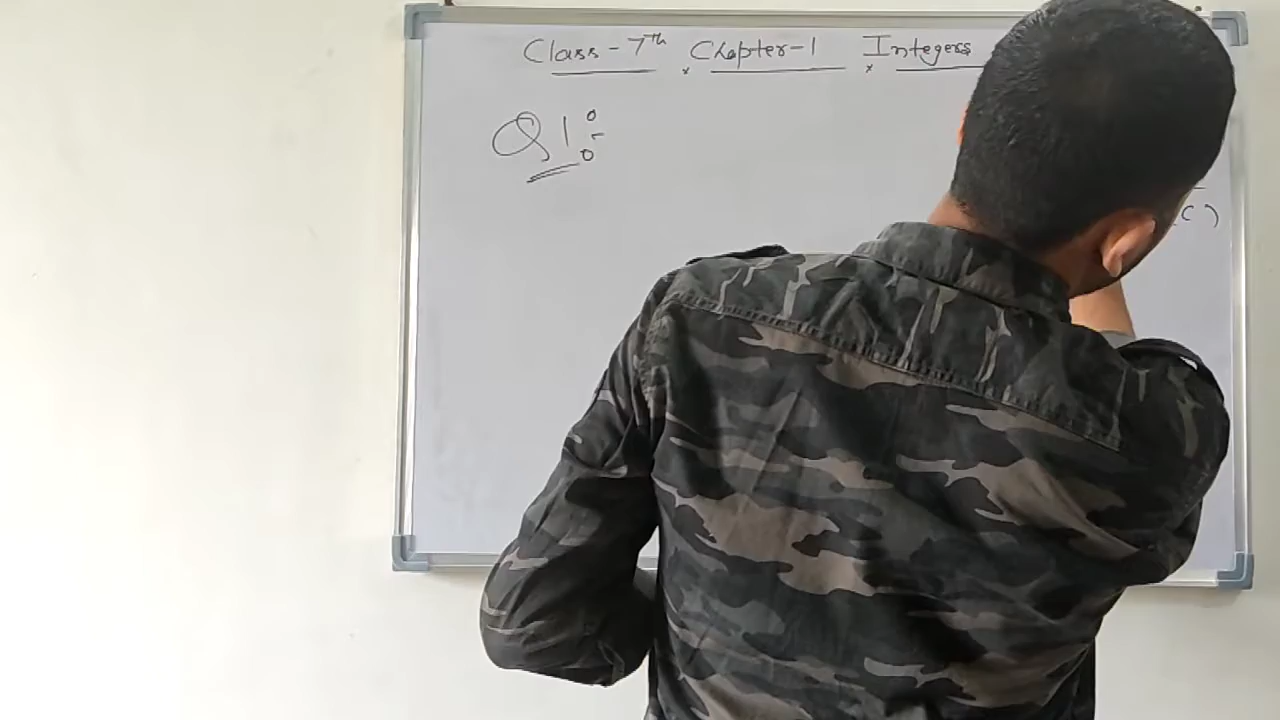 Class - 7th Chapter - 1 Integers
Q1:
C)